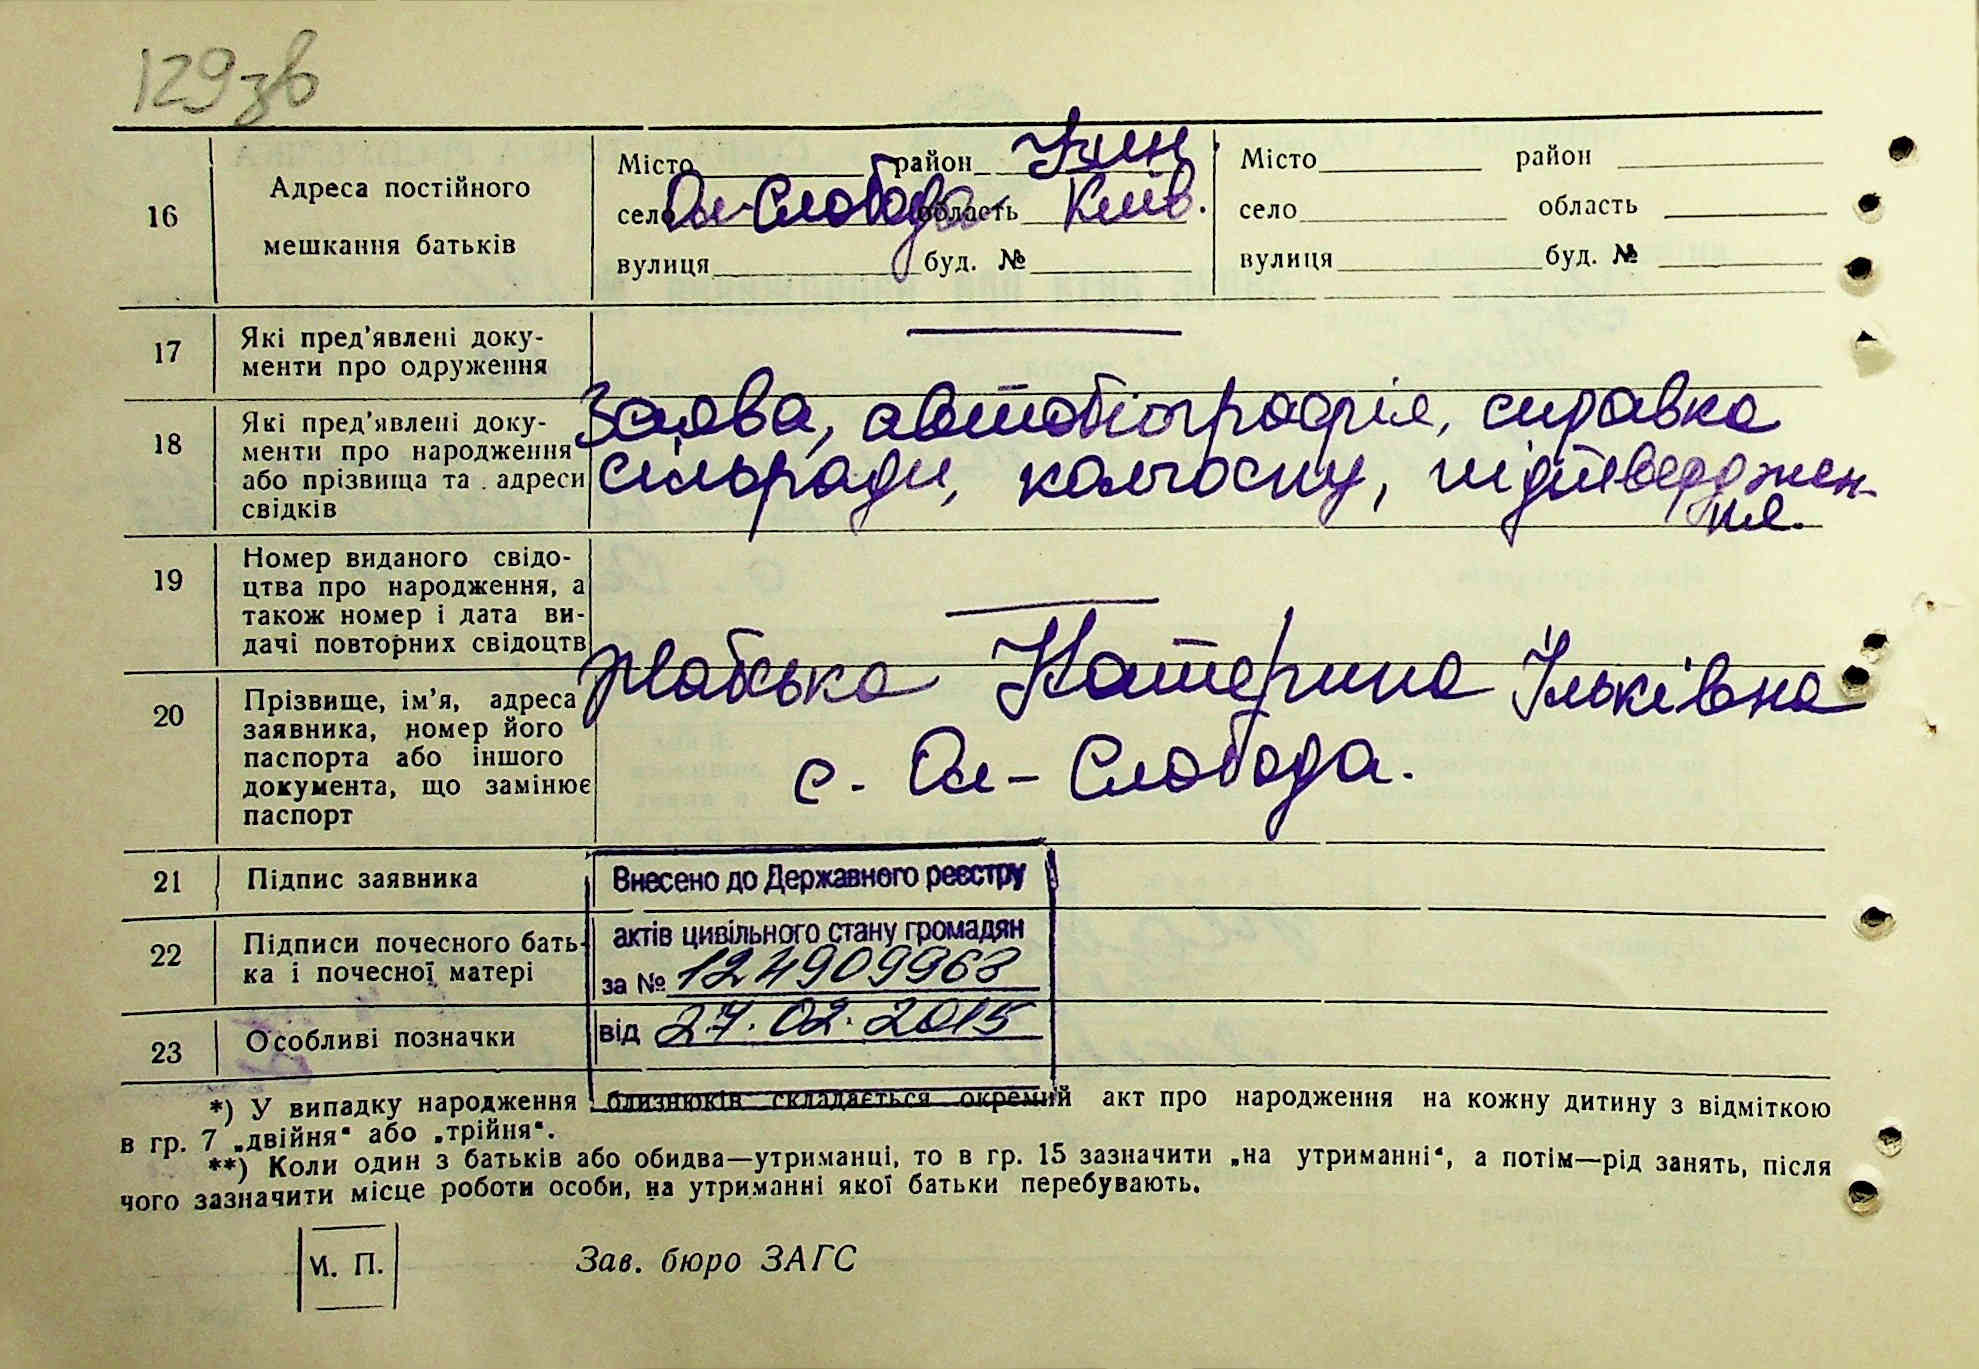 129 зв
16
Адреса постійного
мешкання батьків
Місто район Узин
село Ол-Слобода область Київ.
вулиця буд. №
Місто район
село область
вулиця буд. №
17
Які пред’явлені доку-
менти про одруження
18
Які пред’явлені доку-
менти про народження
або прізвища та адреси
свідків
Заява, автобіографія, справка
сільради, колгоспу, підтверджен-
ня.
19
Номер виданого свідо-
цтва про народження, а
також номер і дата ви-
дачі повторних свідоцтв
20
Прізвище, ім’я, адреса
заявника, номер його
паспорта або іншого
документа, що замінює
паспорт
Катерина Ільківна
с. Ол-Слобода.
21
Підпис заявника
22
Підписи почесного бать-
ка і почесної матері
23
Особливі позначки
Внесено до Державного реєстру
актів цивільного стану громадян
за № 124909963
від 27.02.2015
*) У випадку народження близнюків складається окремий акт про народження на кожну дитину з відміткою
в гр. 7 „двійня“ або „трійня“.
**) Коли один з батьків або обидва—утриманці, то в гр. 15 зазначити „на утриманні“, а потім—рід занять, після
чого зазначити місце роботи особи, на утриманні якої батьки перебувають.
М. П.
Зав. бюро ЗАГС